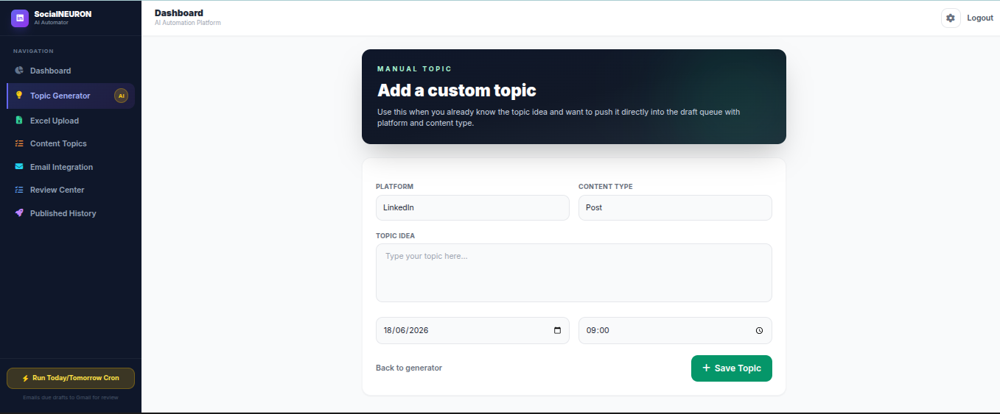 SocialNEURON
AI Automator
NAVIGATION
Dashboard
Topic Generator AI
Excel Upload
Content Topics
Email Integration
Review Center
Published History
Run Today/Tomorrow Cron
Emails due drafts to Gmail for review
Dashboard
AI Automation Platform
Logout
MANUAL TOPIC
Add a custom topic
Use this when you already know the topic idea and want to push it directly into the draft queue with
platform and content type.
PLATFORM CONTENT TYPE
LinkedIn Post
TOPIC IDEA
Type your topic here...
18/06/2026 09:00
Back to generator + Save Topic